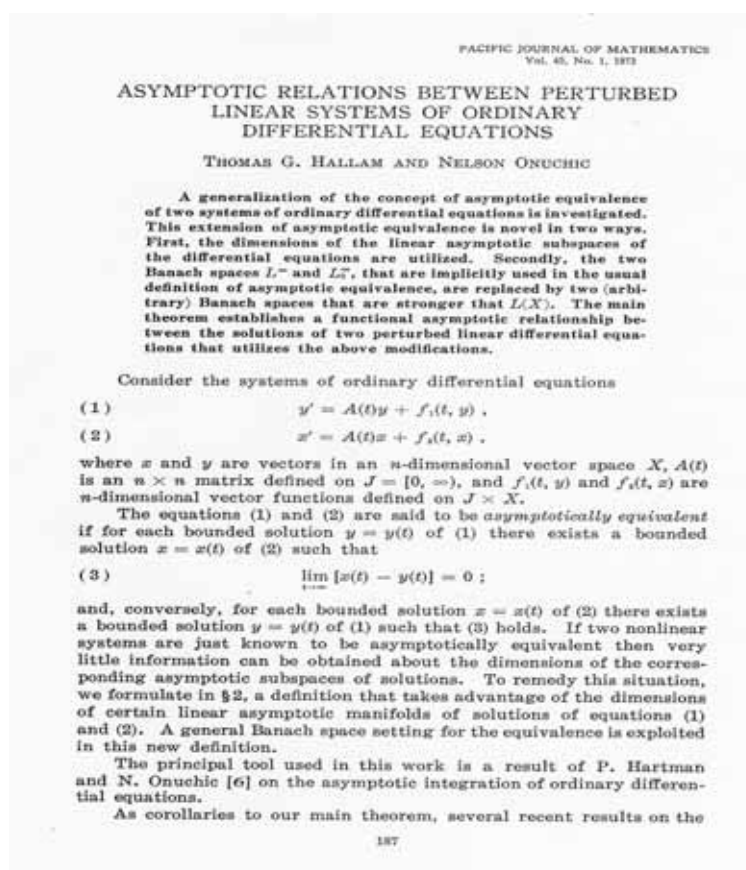 PACIFIC JOURNAL OF MATHEMATICS
Vol. 45, No. 1, 1973
ASYMPTOTIC RELATIONS BETWEEN PERTURBED
LINEAR SYSTEMS OF ORDINARY
DIFFERENTIAL EQUATIONS
THOMAS G. HALLAM AND NELSON ONUCHIC
A generalization of the concept of asymptotic equivalence
of two systems of ordinary differential equations is investigated.
This extension of asymptotic equivalence is novel in two ways.
First, the dimensions of the linear asymptotic subspaces of
the differential equations are utilized. Secondly, the two
Banach spaces L^∞ and L_0^∞, that are implicitly used in the usual
definition of asymptotic equivalence, are replaced by two (arbi-
trary) Banach spaces that are stronger that L(X). The main
theorem establishes a functional asymptotic relationship be-
tween the solutions of two perturbed linear differential equa-
tions that utilizes the above modifications.
Consider the systems of ordinary differential equations
(1) y′ = A(t)y + f₁(t, y) ,
(2) x′ = A(t)x + f₂(t, x) .
where x and y are vectors in an n-dimensional vector space X, A(t)
is an n × n matrix defined on J = [0, ∞), and f₁(t, y) and f₂(t, x) are
n-dimensional vector functions defined on J × X.
The equations (1) and (2) are said to be asymptotically equivalent
if for each bounded solution y = y(t) of (1) there exists a bounded
solution x = x(t) of (2) such that
(3) lim [x(t) − y(t)] = 0 ;
and, conversely, for each bounded solution x = x(t) of (2) there exists
a bounded solution y = y(t) of (1) such that (3) holds. If two nonlinear
systems are just known to be asymptotically equivalent then very
little information can be obtained about the dimensions of the corres-
ponding asymptotic subspaces of solutions. To remedy this situation,
we formulate in §2, a definition that takes advantage of the dimensions
of certain linear asymptotic manifolds of solutions of equations (1)
and (2). A general Banach space setting for the equivalence is exploited
in this new definition.
The principal tool used in this work is a result of P. Hartman
and N. Onuchic [6] on the asymptotic integration of ordinary differen-
tial equations.
As corollaries to our main theorem, several recent results on the
187